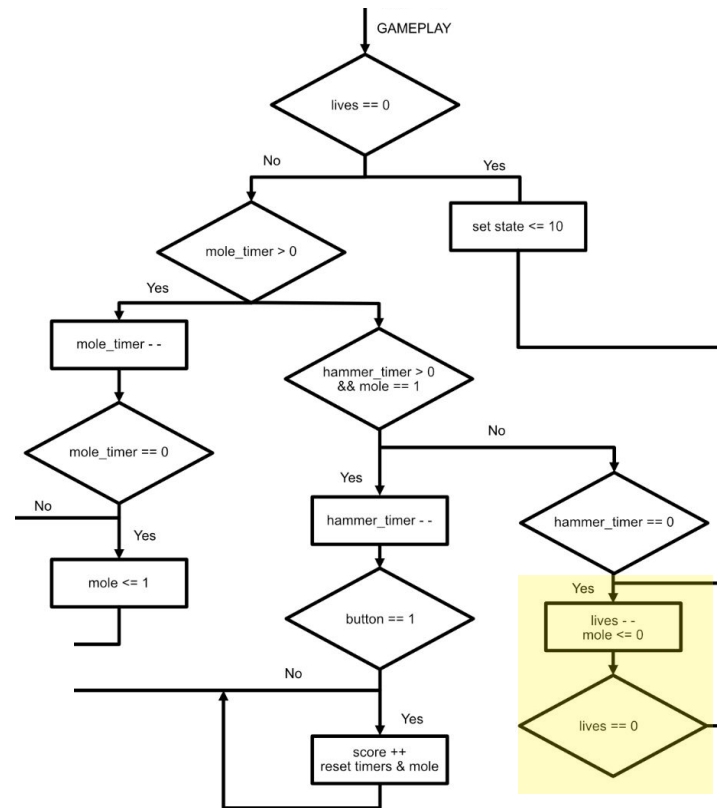 GAMEPLAY
lives == 0
No
Yes
mole_timer > 0
set state <= 10
Yes
mole_timer - -
hammer_timer > 0
&& mole == 1
mole_timer == 0
No
Yes
No
Yes
hammer_timer - -
hammer_timer == 0
mole <= 1
button == 1
Yes
lives - -
mole <= 0
No
Yes
lives == 0
score ++
reset timers & mole